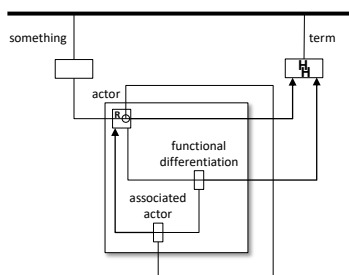 something
term
actor
R
H
H
functional
differentiation
associated
actor